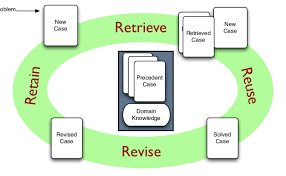 oblem
New
Case
Retrieve
Retrieved
Case
New
Case
Retain
Precedent
Case
Domain
Knowledge
Reuse
Revised
Case
Revise
Solved
Case